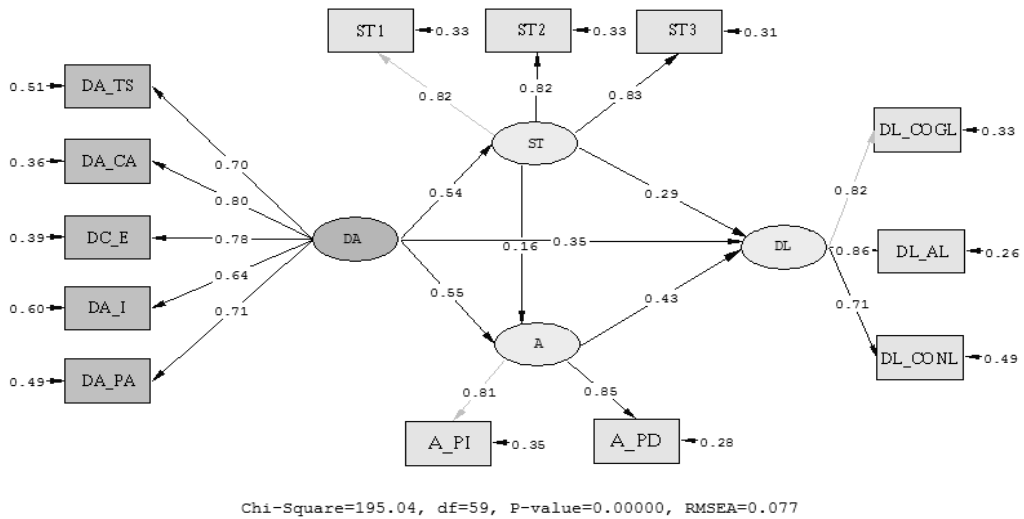 ST1
0.33
ST2
0.33
ST3
0.31
0.51
DA_TS
0.82
0.82
0.83
0.36
DA_CA
0.70
ST
DL_COGL
0.33
0.80
0.54
0.29
0.82
0.39
DC_E
0.78
DA
0.16
0.35
DL
0.86
DL_AL
0.26
0.64
0.55
0.43
0.60
DA_I
0.71
0.71
A
0.49
DA_PA
DL_CONL
0.49
0.81
0.85
A_PI
0.35
A_PD
0.28
Chi-Square=195.04, df=59, P-value=0.00000, RMSEA=0.077